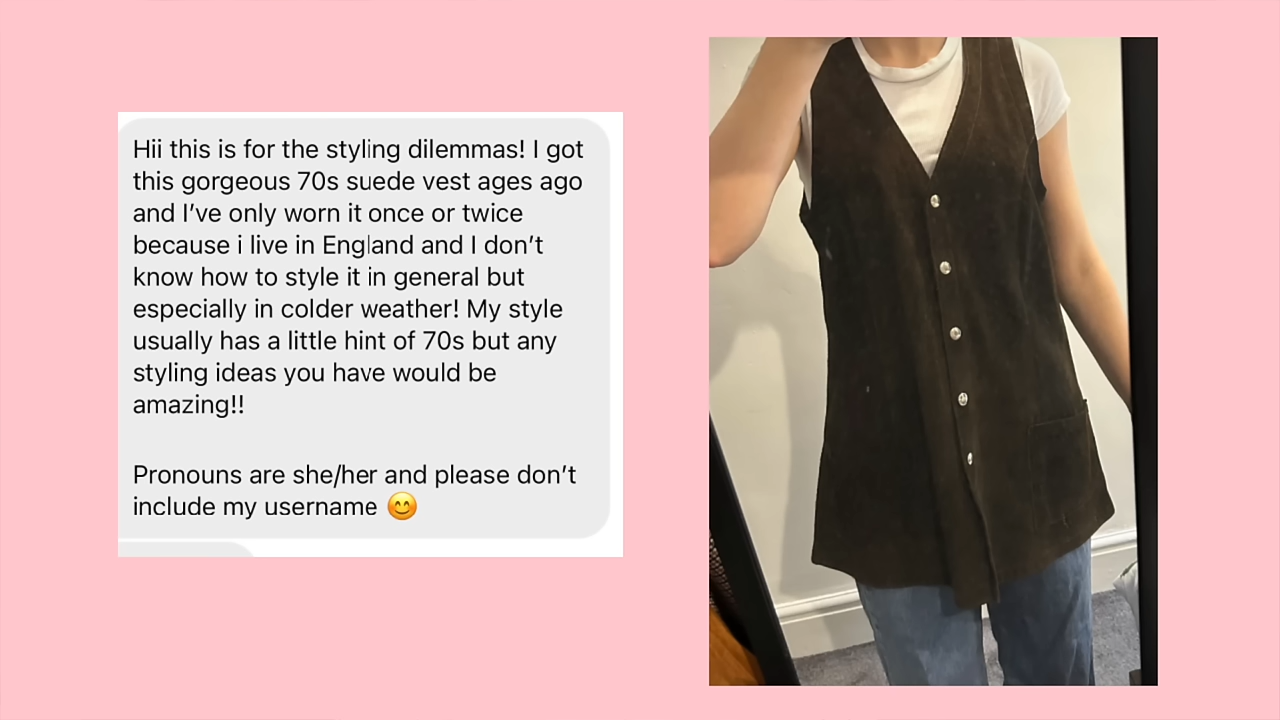 Hii this is for the styling dilemmas! I got
this gorgeous 70s suede vest ages ago
and I’ve only worn it once or twice
because i live in England and I don’t
know how to style it in general but
especially in colder weather! My style
usually has a little hint of 70s but any
styling ideas you have would be
amazing!!
Pronouns are she/her and please don’t
include my username 😊